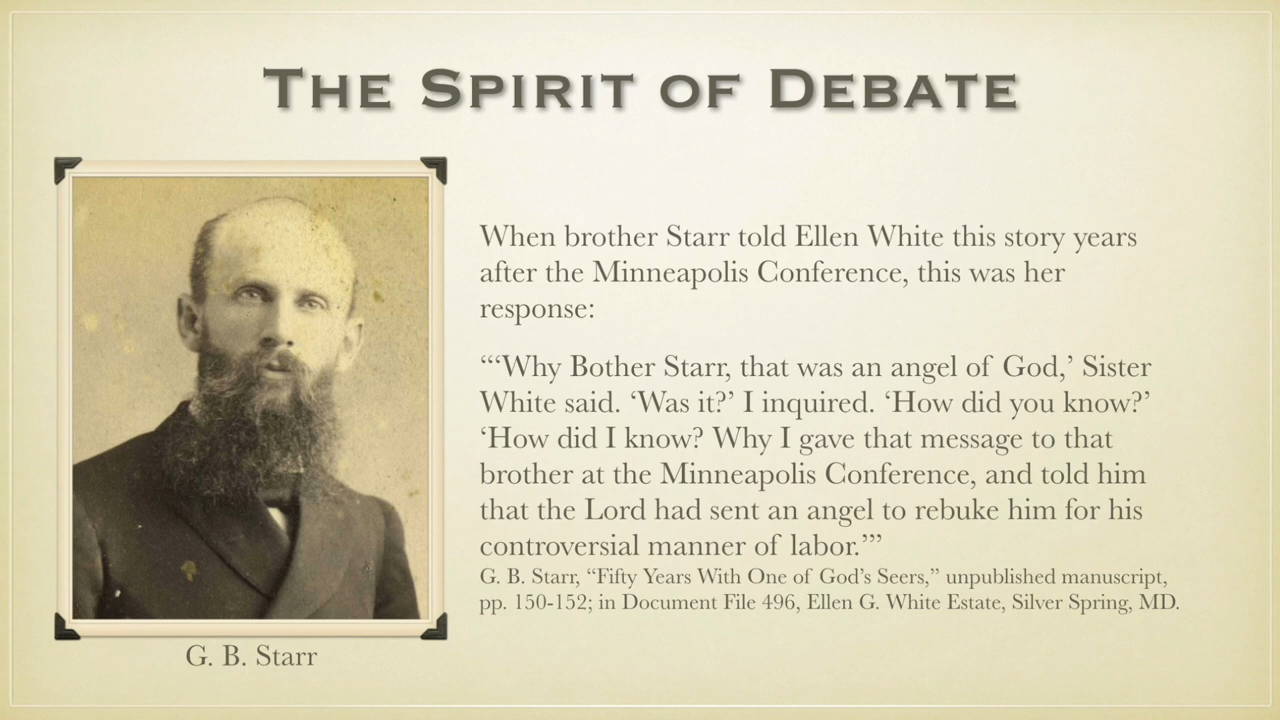 The Spirit of Debate
When brother Starr told Ellen White this story years
after the Minneapolis Conference, this was her
response:
“‘Why Bother Starr, that was an angel of God,’ Sister
White said. ‘Was it?’ I inquired. ‘How did you know?’
‘How did I know? Why I gave that message to that
brother at the Minneapolis Conference, and told him
that the Lord had sent an angel to rebuke him for his
controversial manner of labor.’”
G. B. Starr, “Fifty Years With One of God’s Seers,” unpublished manuscript,
pp. 150-152; in Document File 496, Ellen G. White Estate, Silver Spring, MD.
G. B. Starr